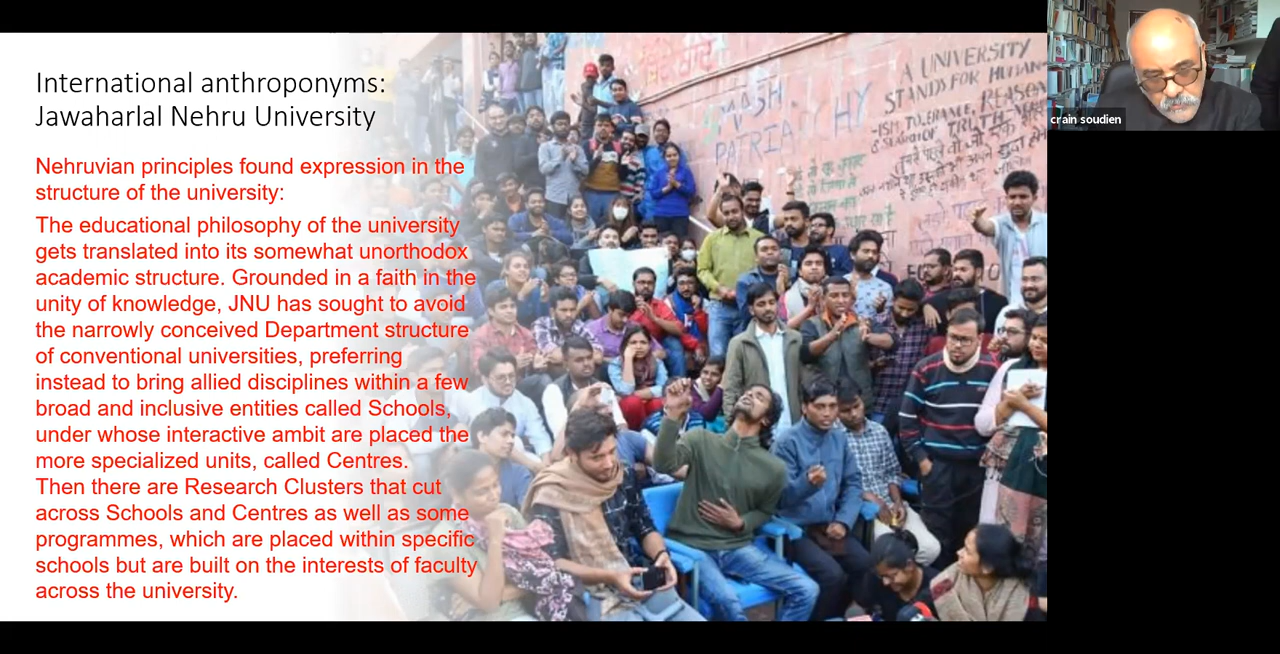 International anthroponyms:
Jawaharlal Nehru University
Nehruvian principles found expression in the
structure of the university:
The educational philosophy of the university
gets translated into its somewhat unorthodox
academic structure. Grounded in a faith in the
unity of knowledge, JNU has sought to avoid
the narrowly conceived Department structure
of conventional universities, preferring
instead to bring allied disciplines within a few
broad and inclusive entities called Schools,
under whose interactive ambit are placed the
more specialized units, called Centres.
Then there are Research Clusters that cut
across Schools and Centres as well as some
programmes, which are placed within specific
schools but are built on the interests of faculty
across the university.
A UNIVERSITY
STANDS FOR HUMAN
-ISM, TOLERANCE, REASON
TRUTH
PATRIA
HY
crain soudien